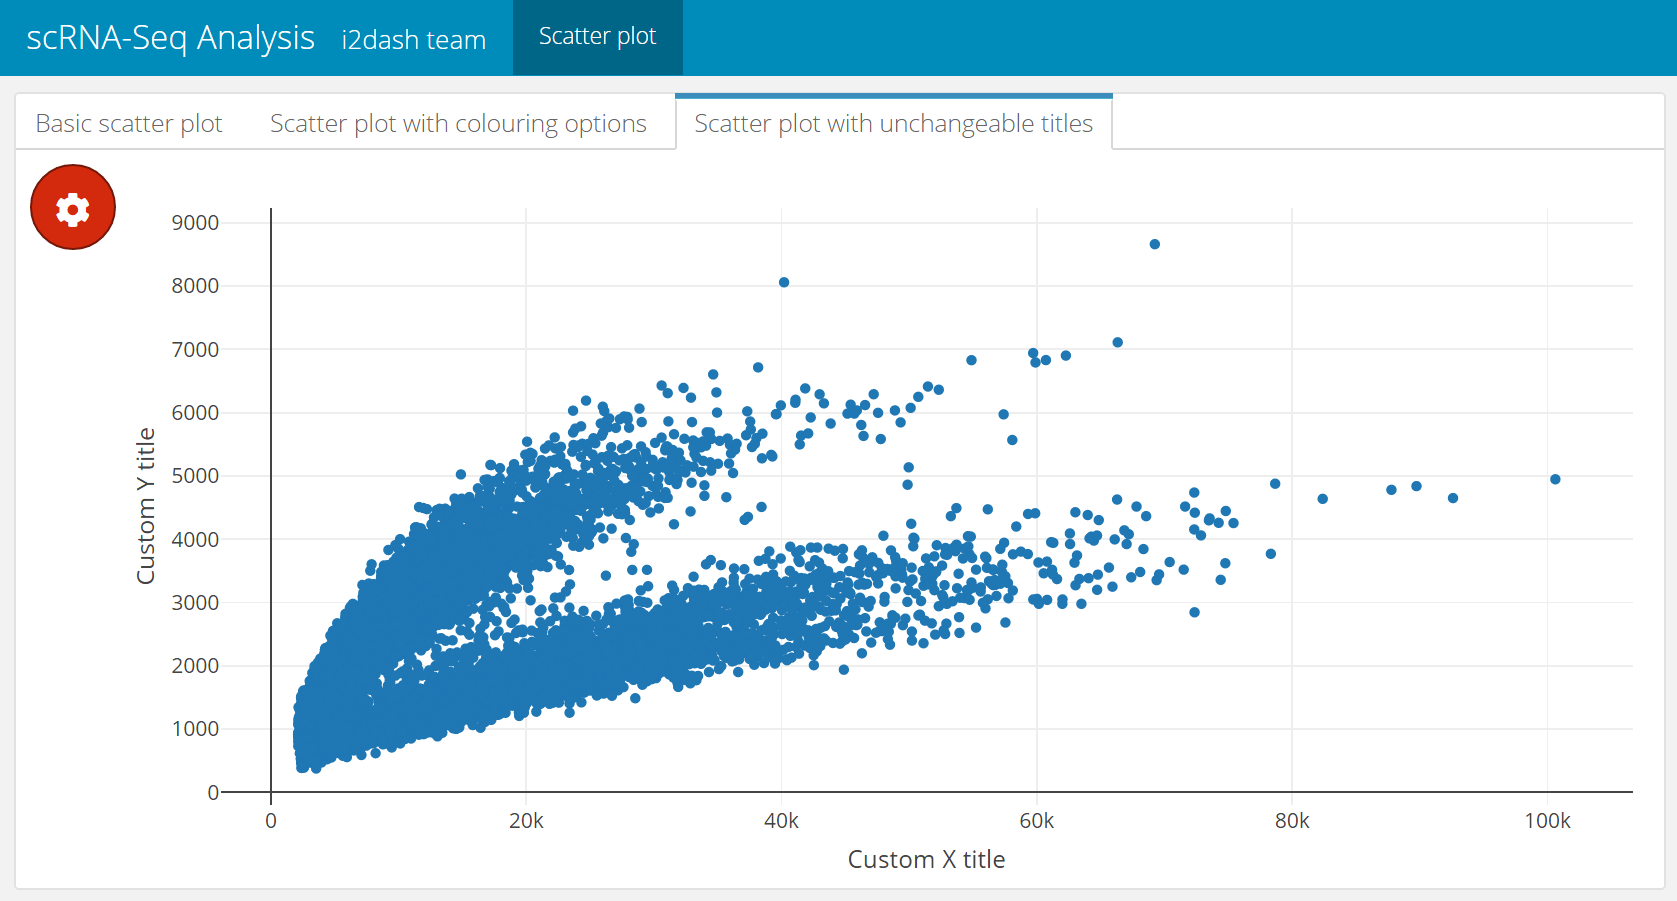 scRNA-Seq Analysis i2dash team Scatter plot
Basic scatter plot Scatter plot with colouring options Scatter plot with unchangeable titles
9000
8000
7000
6000
5000
4000
3000
2000
1000
0
Custom Y title
0 20k 40k 60k 80k 100k
Custom X title